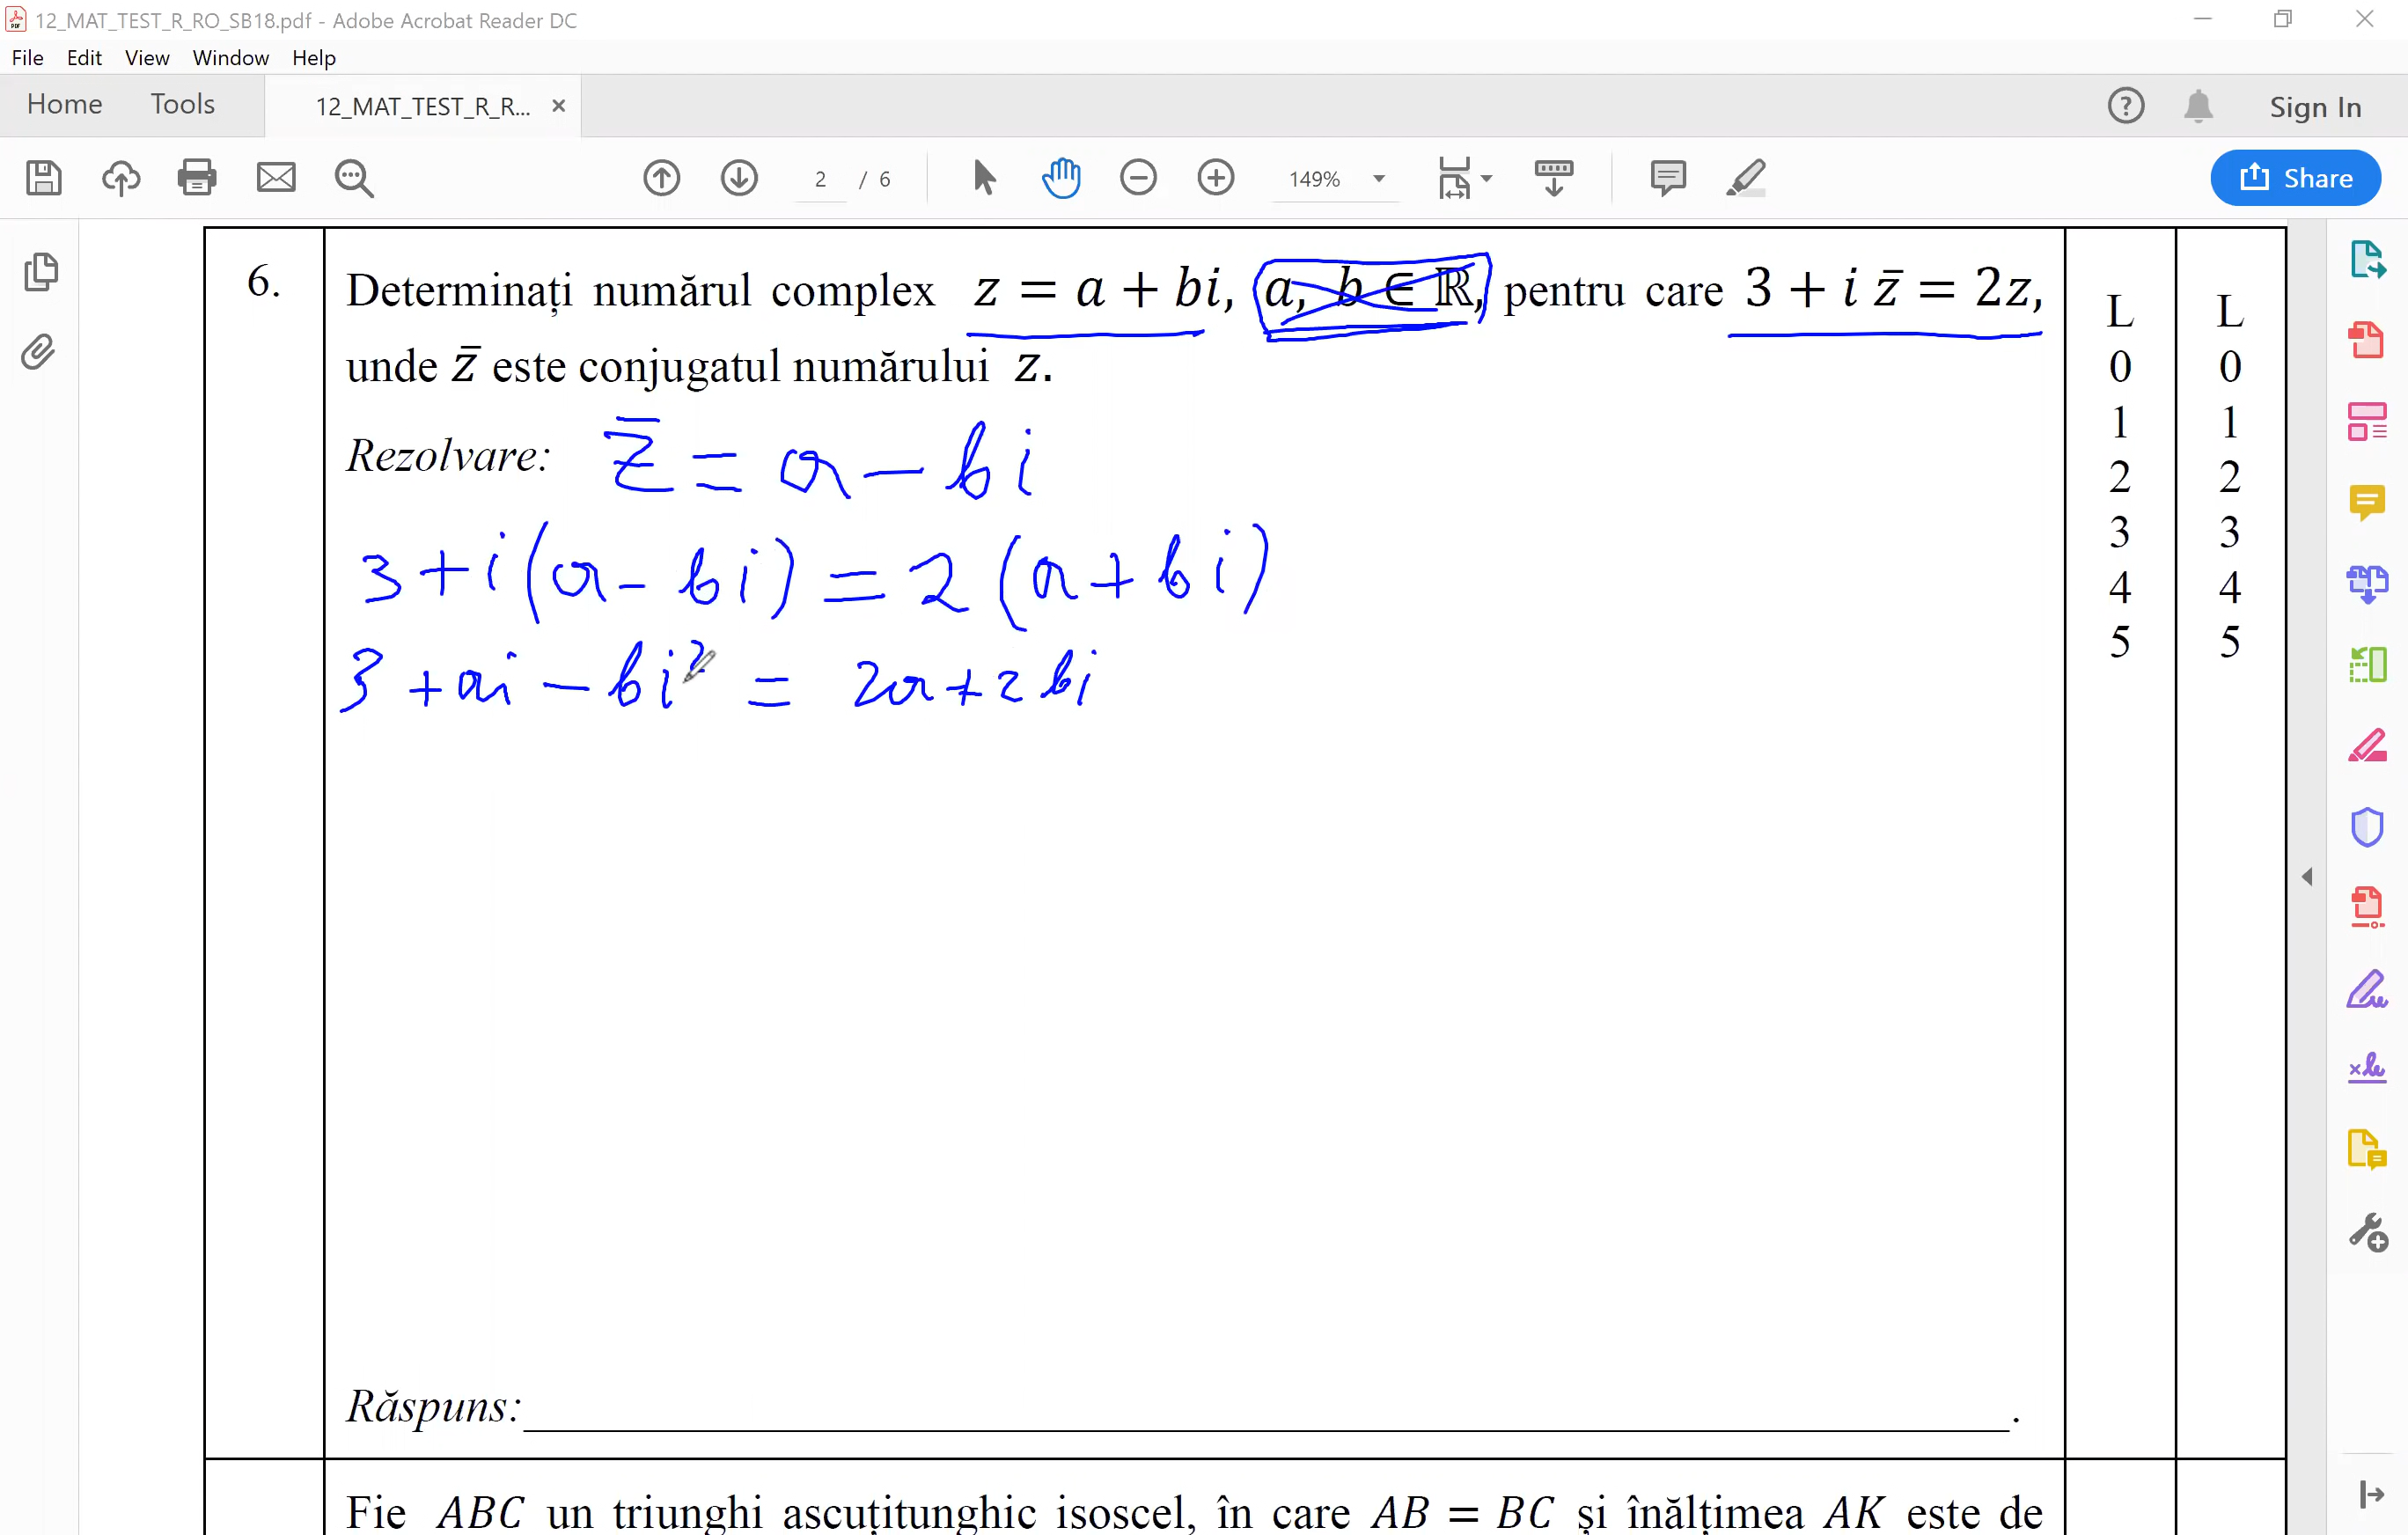 12_MAT_TEST_R_RO_SB18.pdf - Adobe Acrobat Reader DC
File Edit View Window Help
Home Tools 12_MAT_TEST_R_R... × Sign In
2 / 6 149% Share
6. Determinați numărul complex z = a + bi, a, b ∈ ℝ, pentru care 3 + i z̄ = 2z,
unde z̄ este conjugatul numărului z.
Rezolvare: z̄ = a − bi
3 + i(a − bi) = 2(a + bi)
3 + ai − bi² = 2a + 2bi
Răspuns:_______________.
L L
0 0
1 1
2 2
3 3
4 4
5 5
Fie ABC un triunghi ascuțitunghic isoscel, în care AB = BC și înălțimea AK este de